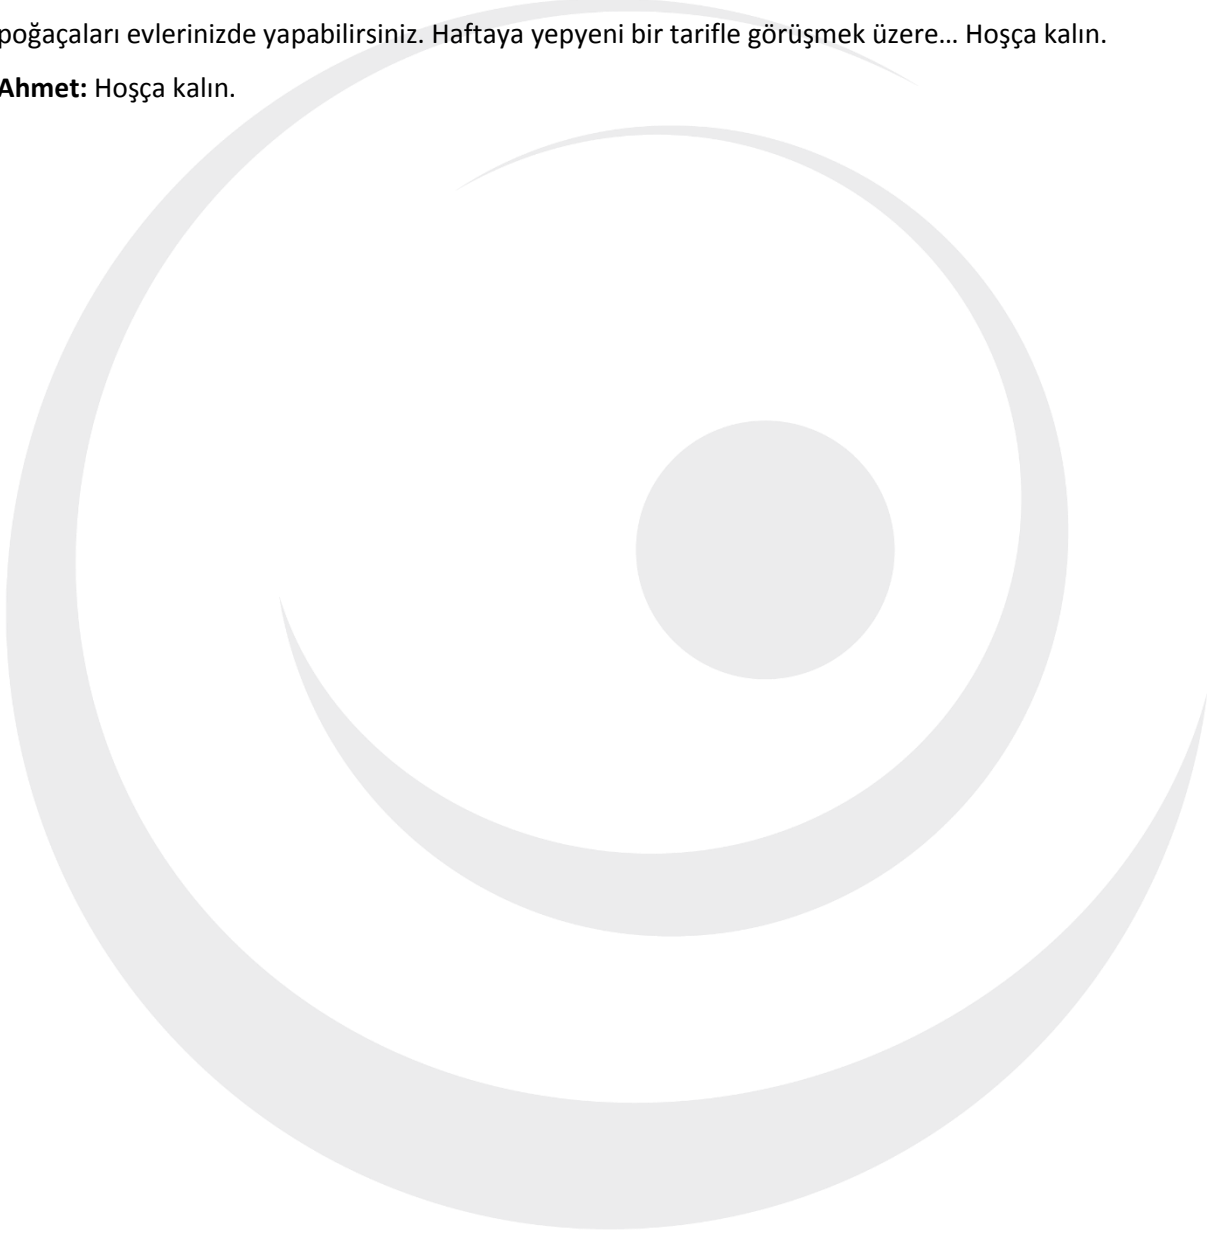 poğaçaları evlerinizde yapabilirsiniz. Haftaya yepyeni bir tarifle görüşmek üzere... Hoşça kalın.
Ahmet: Hoşça kalın.